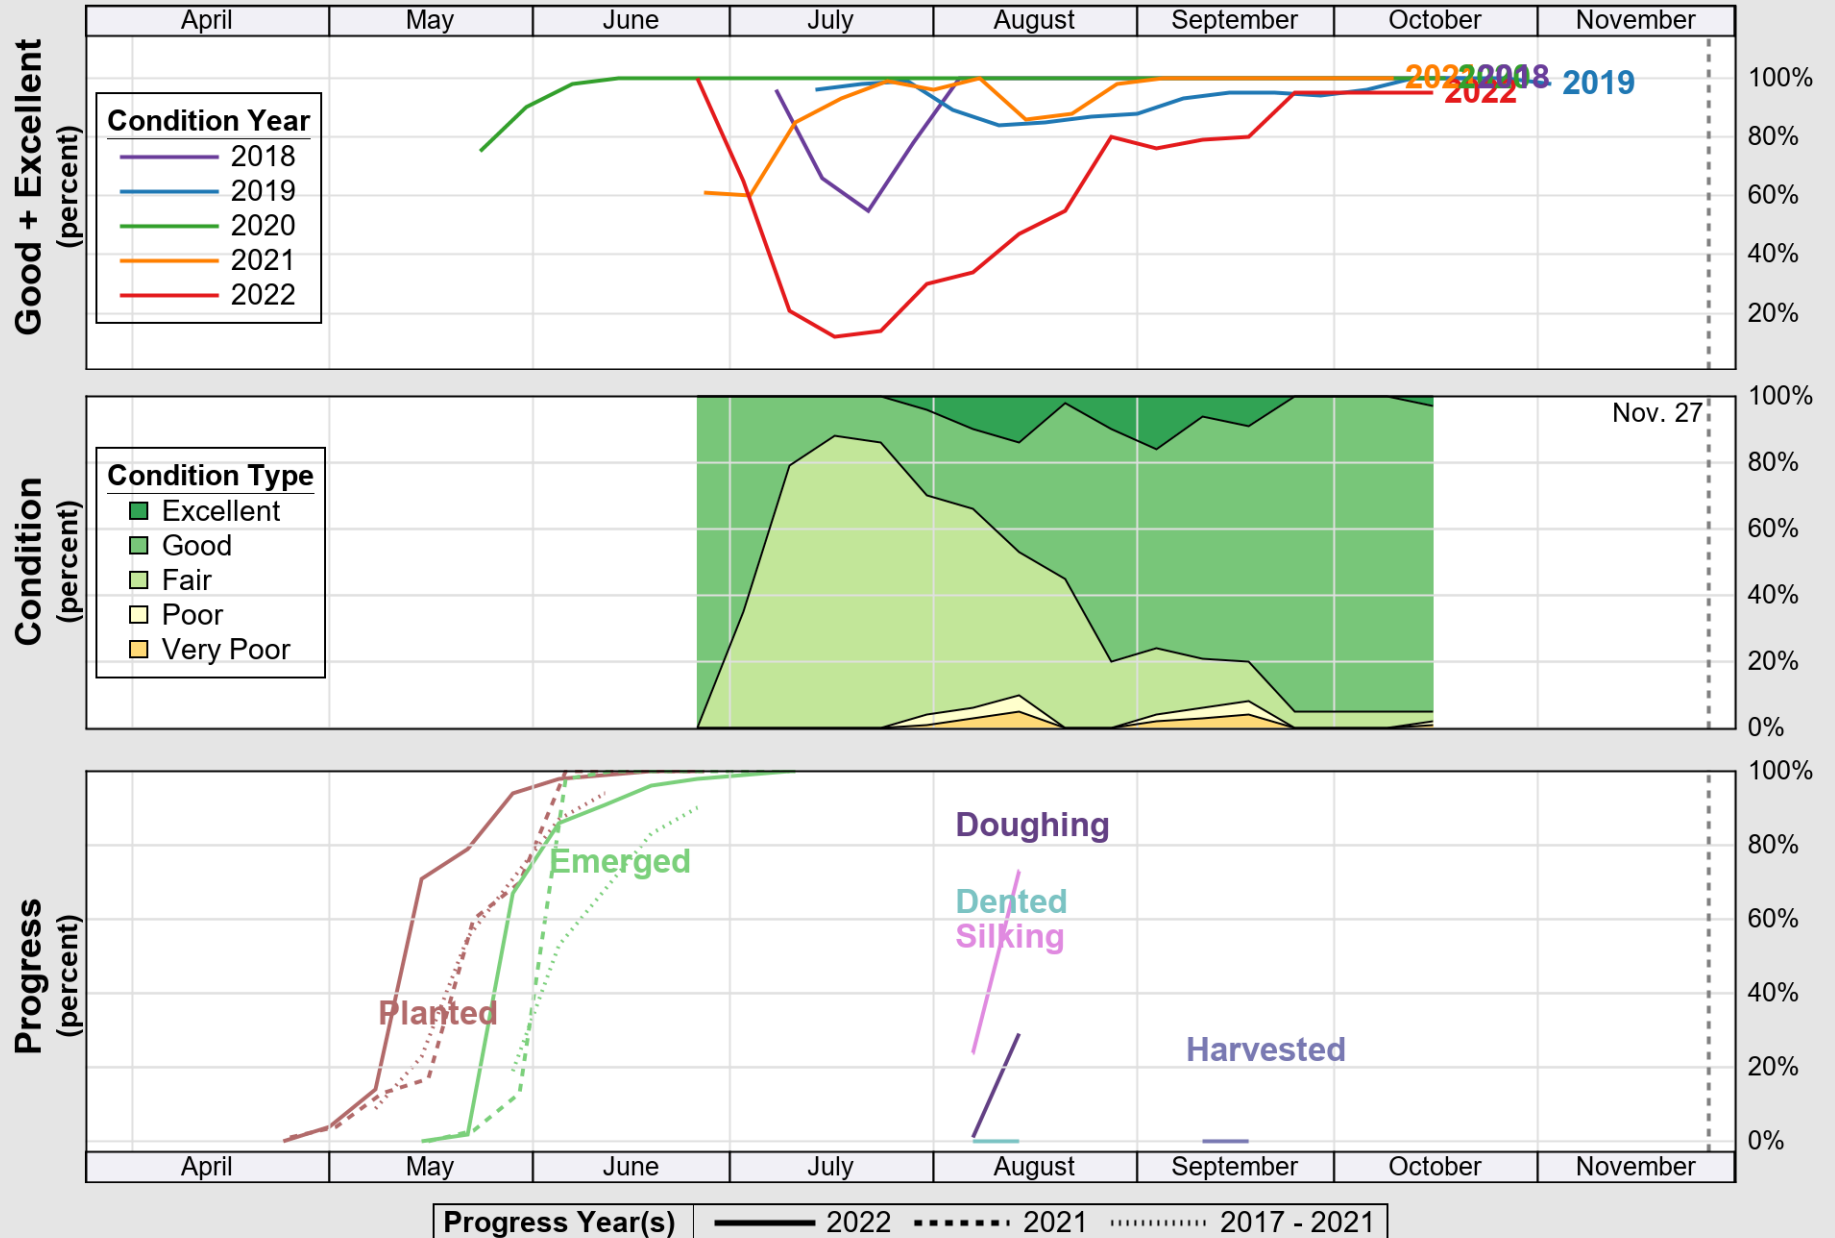 April May June July August September October November
Good + Excellent
(percent)
Condition Year
2018
2019
2020
2021
2022
2021 2020 2018 2019
2022
100%
80%
60%
40%
20%
Condition
(percent)
Condition Type
Excellent
Good
Fair
Poor
Very Poor
Nov. 27
100%
80%
60%
40%
20%
0%
Progress
(percent)
Doughing
Emerged
Dented
Silking
Planted
Harvested
100%
80%
60%
40%
20%
0%
April May June July August September October November
Progress Year(s) 2022 2021 2017 - 2021